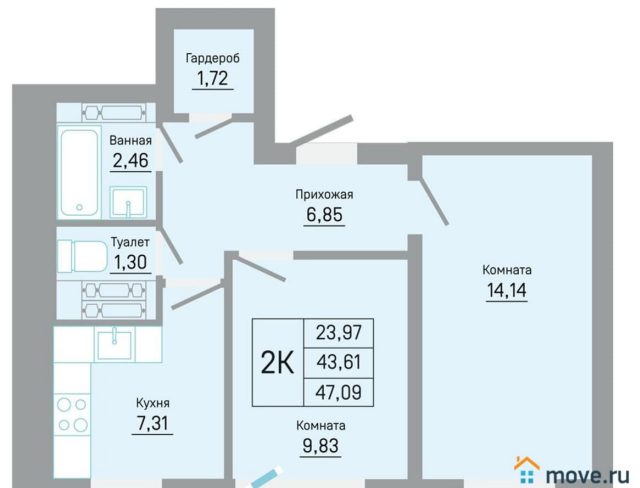 Гардероб
1,72
Ванная
2,46
Прихожая
6,85
Туалет
1,30
Комната
14,14
2К
23,97
43,61
47,09
Кухня
7,31
Комната
9,83
move.ru